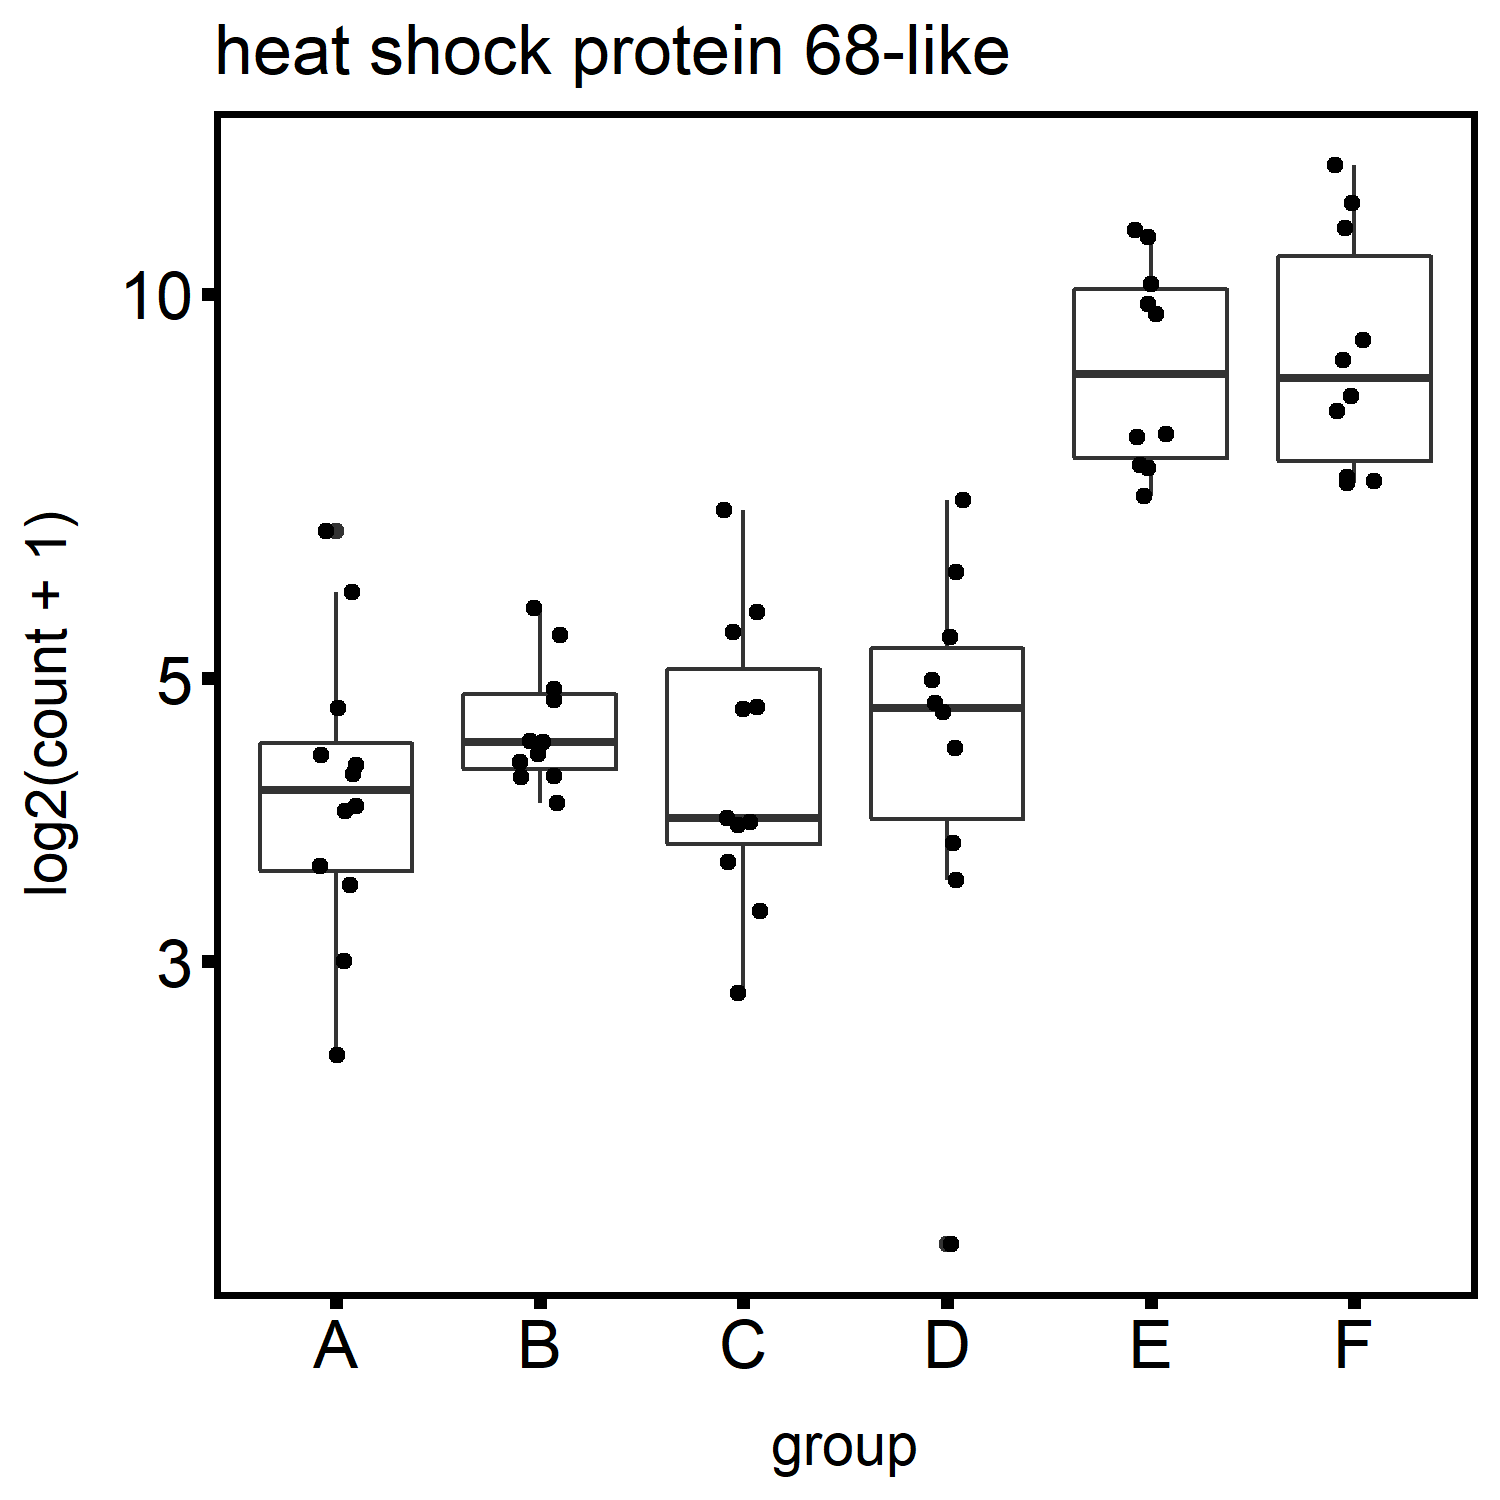 heat shock protein 68-like
log2(count + 1)
10
5
3
A B C D E F
group